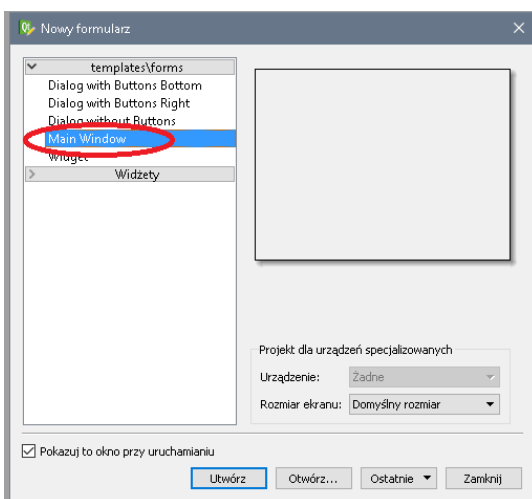 Nowy formularz
templates\forms
Dialog with Buttons Bottom
Dialog with Buttons Right
Dialog without Buttons
Main Window
Widget
Widżety
Projekt dla urządzeń specjalizowanych
Urządzenie: Żadne
Rozmiar ekranu: Domyślny rozmiar
Pokazuj to okno przy uruchamianiu
Utwórz Otwórz... Ostatnie Zamknij